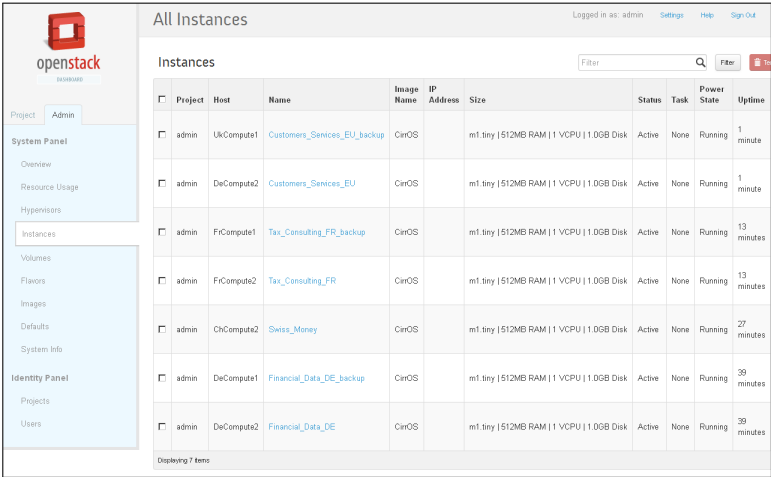 openstack
DASHBOARD
Project Admin
System Panel
Overview
Resource Usage
Hypervisors
Instances
Volumes
Flavors
Images
Defaults
System Info
Identity Panel
Projects
Users
All Instances
Logged in as: admin Settings Help Sign Out
Instances
Filter Filter Te
Project Host Name Image Name IP Address Size Status Task Power State Uptime
admin UkCompute1 Customers_Services_EU_backup CirrOS m1.tiny | 512MB RAM | 1 VCPU | 1.0GB Disk Active None Running 1 minute
admin DeCompute2 Customers_Services_EU CirrOS m1.tiny | 512MB RAM | 1 VCPU | 1.0GB Disk Active None Running 1 minute
admin FrCompute1 Tax_Consulting_FR_backup CirrOS m1.tiny | 512MB RAM | 1 VCPU | 1.0GB Disk Active None Running 13 minutes
admin FrCompute2 Tax_Consulting_FR CirrOS m1.tiny | 512MB RAM | 1 VCPU | 1.0GB Disk Active None Running 13 minutes
admin ChCompute2 Swiss_Money CirrOS m1.tiny | 512MB RAM | 1 VCPU | 1.0GB Disk Active None Running 27 minutes
admin DeCompute1 Financial_Data_DE_backup CirrOS m1.tiny | 512MB RAM | 1 VCPU | 1.0GB Disk Active None Running 39 minutes
admin DeCompute2 Financial_Data_DE CirrOS m1.tiny | 512MB RAM | 1 VCPU | 1.0GB Disk Active None Running 39 minutes
Displaying 7 items